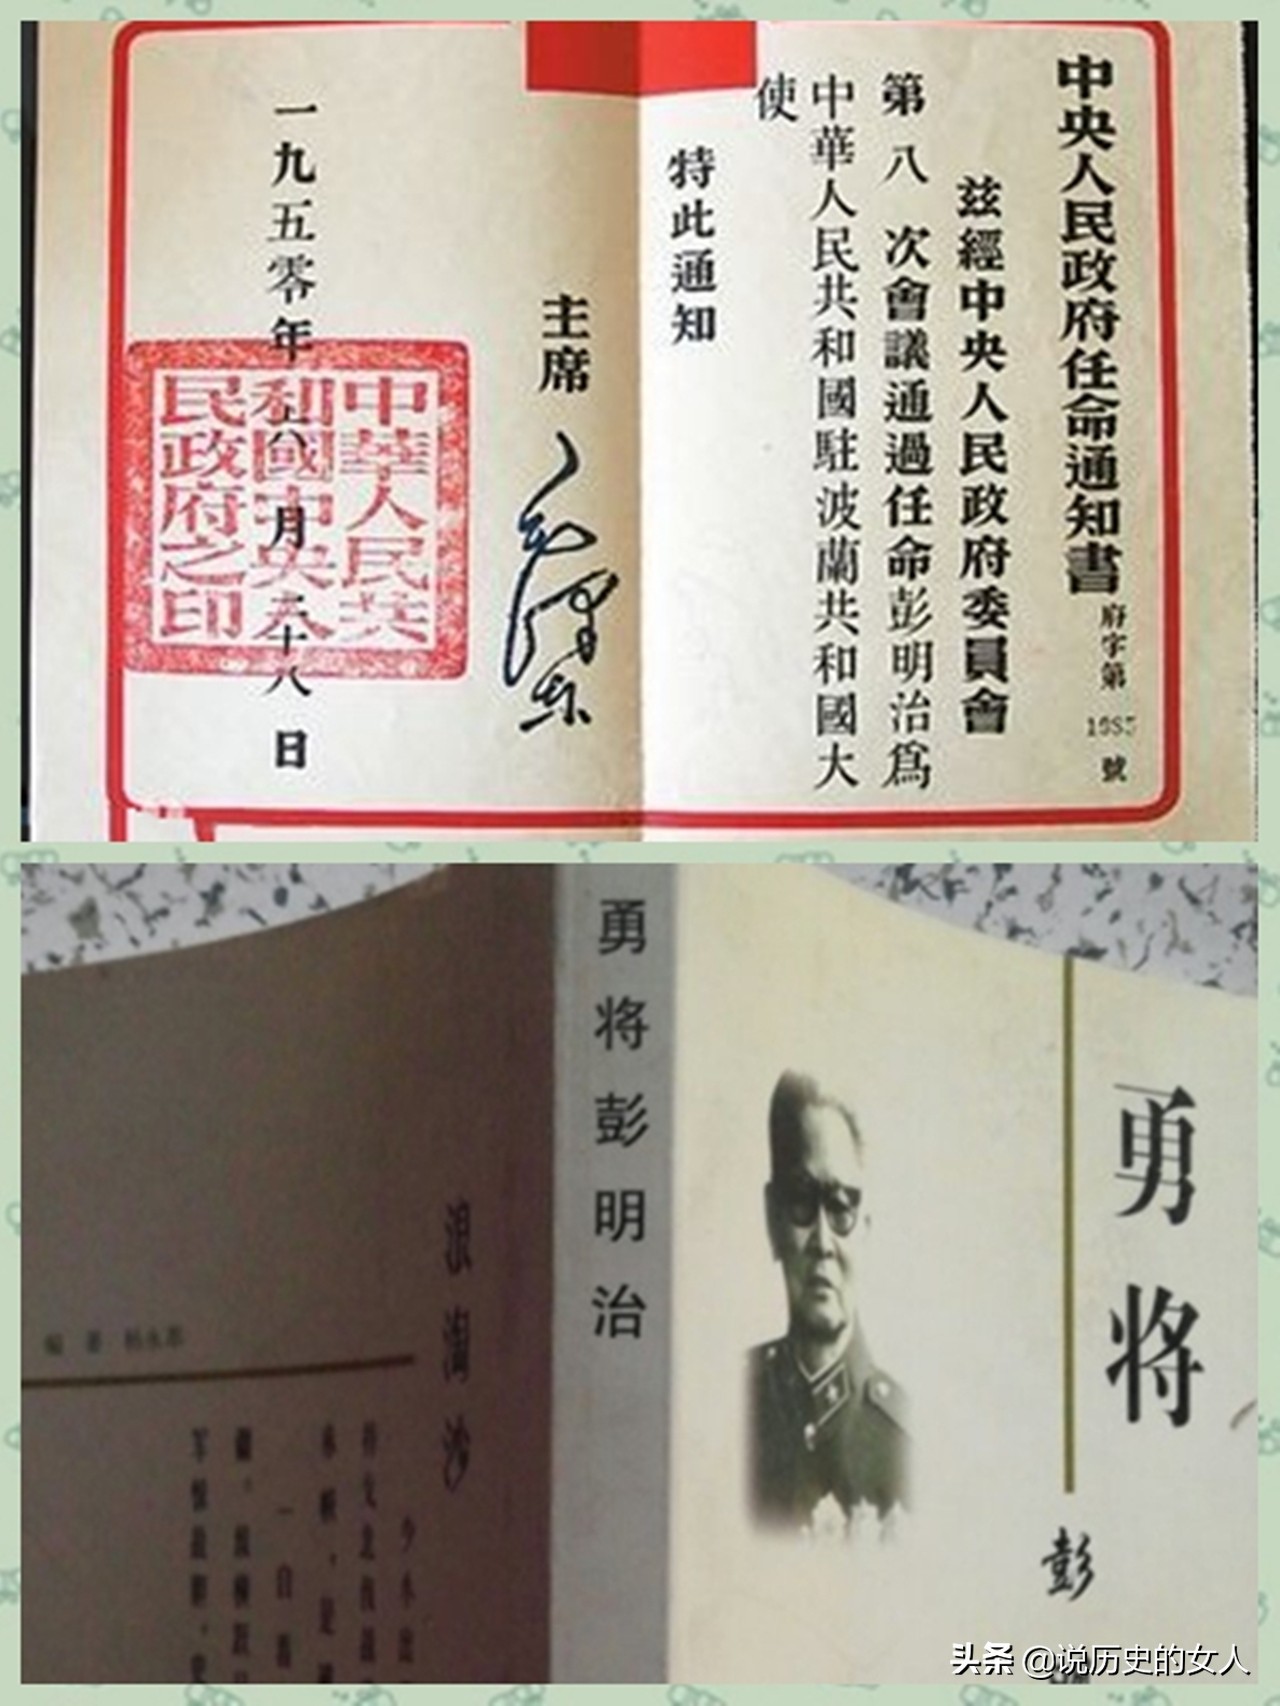 中央人民政府任命通知書
府字第
號
茲經中央人民政府委員會
第八次會議通過任命彭明治爲
中華人民共和國駐波蘭共和國大
使
特此通知
主席
毛澤東
一九五零年
月
十八日
中華人民共
和國中央人
民政府之印
勇将
彭
勇将彭明治
浪淘沙
编著
头条 @说历史的女人